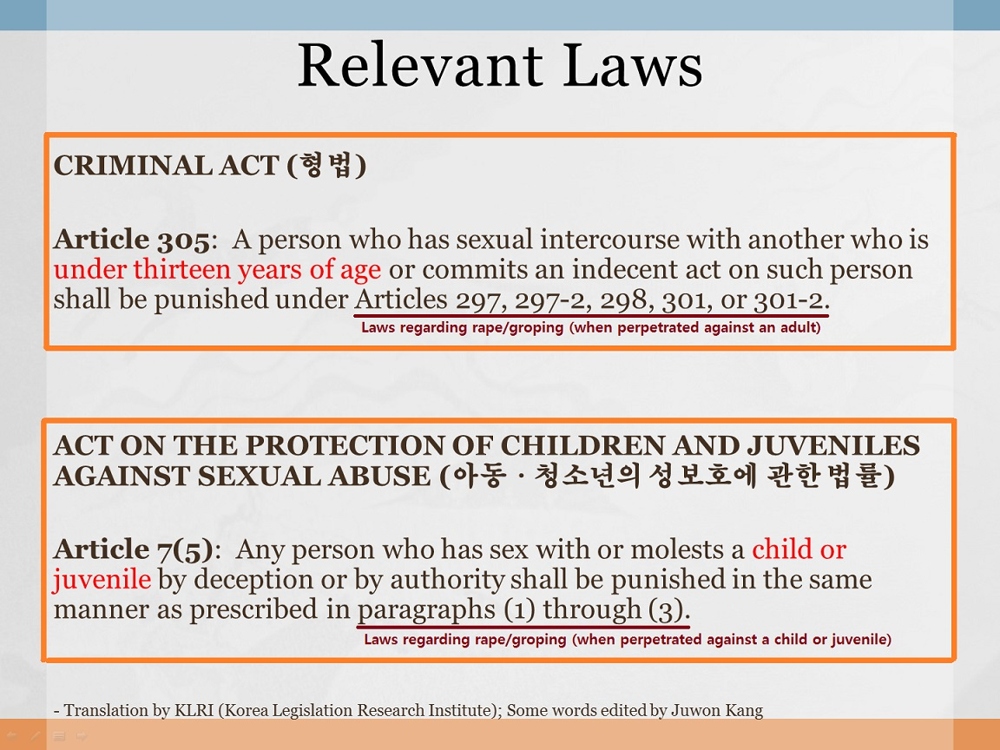 Relevant Laws
CRIMINAL ACT (형법)
Article 305:  A person who has sexual intercourse with another who is
under thirteen years of age or commits an indecent act on such person
shall be punished under Articles 297, 297-2, 298, 301, or 301-2.
Laws regarding rape/groping (when perpetrated against an adult)
ACT ON THE PROTECTION OF CHILDREN AND JUVENILES
AGAINST SEXUAL ABUSE (아동 · 청소년의 성보호에 관한 법률)
Article 7(5):  Any person who has sex with or molests a child or
juvenile by deception or by authority shall be punished in the same
manner as prescribed in paragraphs (1) through (3).
Laws regarding rape/groping (when perpetrated against a child or juvenile)
- Translation by KLRI (Korea Legislation Research Institute); Some words edited by Juwon Kang